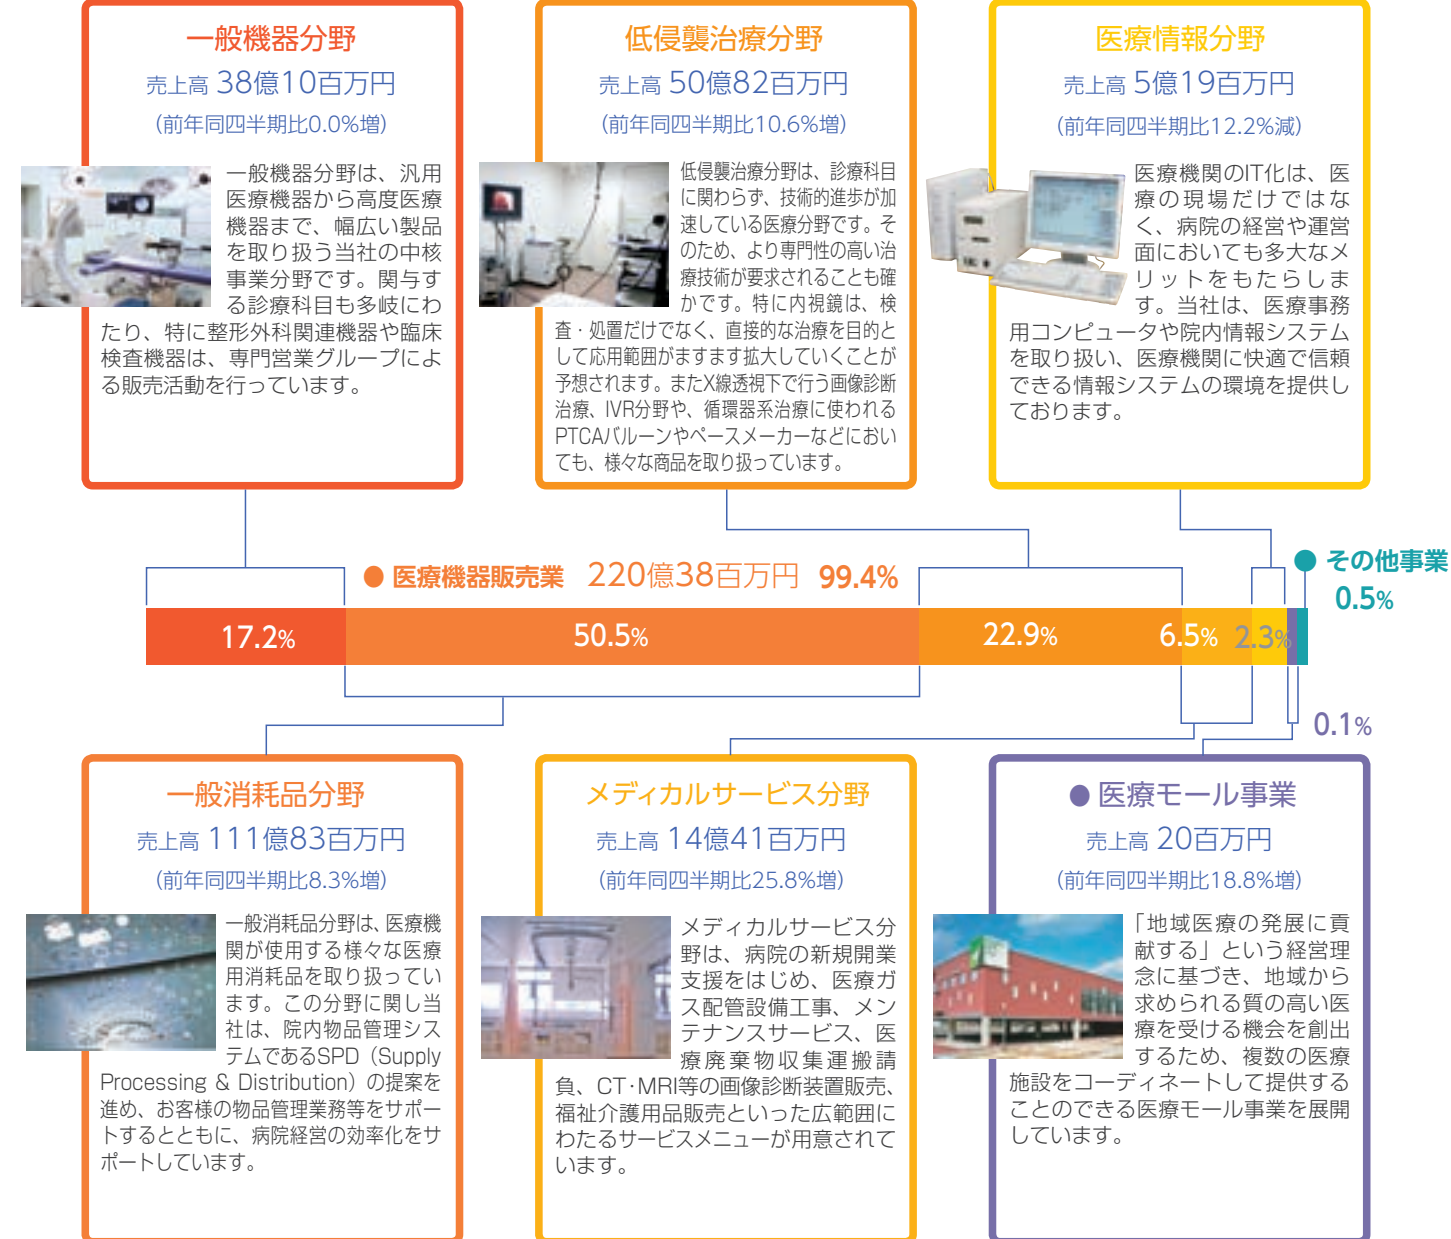 一般機器分野
売上高 38億10百万円
(前年同四半期比0.0%増)
一般機器分野は、汎用
医療機器から高度医療
機器まで、幅広い製品
を取り扱う当社の中核
事業分野です。関与す
る診療科目も多岐にわ
たり、特に整形外科関連機器や臨床
検査機器は、専門営業グループによ
る販売活動を行っています。
低侵襲治療分野
売上高 50億82百万円
(前年同四半期比10.6%増)
低侵襲治療分野は、診療科目
に関わらず、技術的進歩が加
速している医療分野です。そ
のため、より専門性の高い治
療技術が要求されることも確
かです。特に内視鏡は、検
査・処置だけでなく、直接的な治療を目的と
して応用範囲がますます拡大していくことが
予想されます。またX線透視下で行う画像診断
治療、IVR分野や、循環器系治療に使われる
PTCAバルーンやペースメーカーなどにおい
ても、様々な商品を取り扱っています。
医療情報分野
売上高 5億19百万円
(前年同四半期比12.2%減)
医療機関のIT化は、医
療の現場だけではな
く、病院の経営や運営
面においても多大なメ
リットをもたらしま
す。当社は、医療事務
用コンピュータや院内情報システム
を取り扱い、医療機関に快適で信頼
できる情報システムの環境を提供し
ております。
● 医療機器販売業 220億38百万円 99.4%
● その他事業
0.5%
17.2% 50.5% 22.9% 6.5% 2.3%
0.1%
一般消耗品分野
売上高 111億83百万円
(前年同四半期比8.3%増)
一般消耗品分野は、医療機
関が使用する様々な医療
用消耗品を取り扱ってい
ます。この分野に関し当
社は、院内物品管理シス
テムであるSPD(Supply
Processing & Distribution)の提案を
進め、お客様の物品管理業務等をサポー
トするとともに、病院経営の効率化をサ
ポートしています。
メディカルサービス分野
売上高 14億41百万円
(前年同四半期比25.8%増)
メディカルサービス分
野は、病院の新規開業
支援をはじめ、医療ガ
ス配管設備工事、メン
テナンスサービス、医
療廃棄物収集運搬請
負、CT・MRI等の画像診断装置販売、
福祉介護用品販売といった広範囲に
わたるサービスメニューが用意されて
います。
● 医療モール事業
売上高 20百万円
(前年同四半期比18.8%増)
「地域医療の発展に貢
献する」という経営理
念に基づき、地域から
求められる質の高い医
療を受ける機会を創出
するため、複数の医療
施設をコーディネートして提供する
ことのできる医療モール事業を展開
しています。